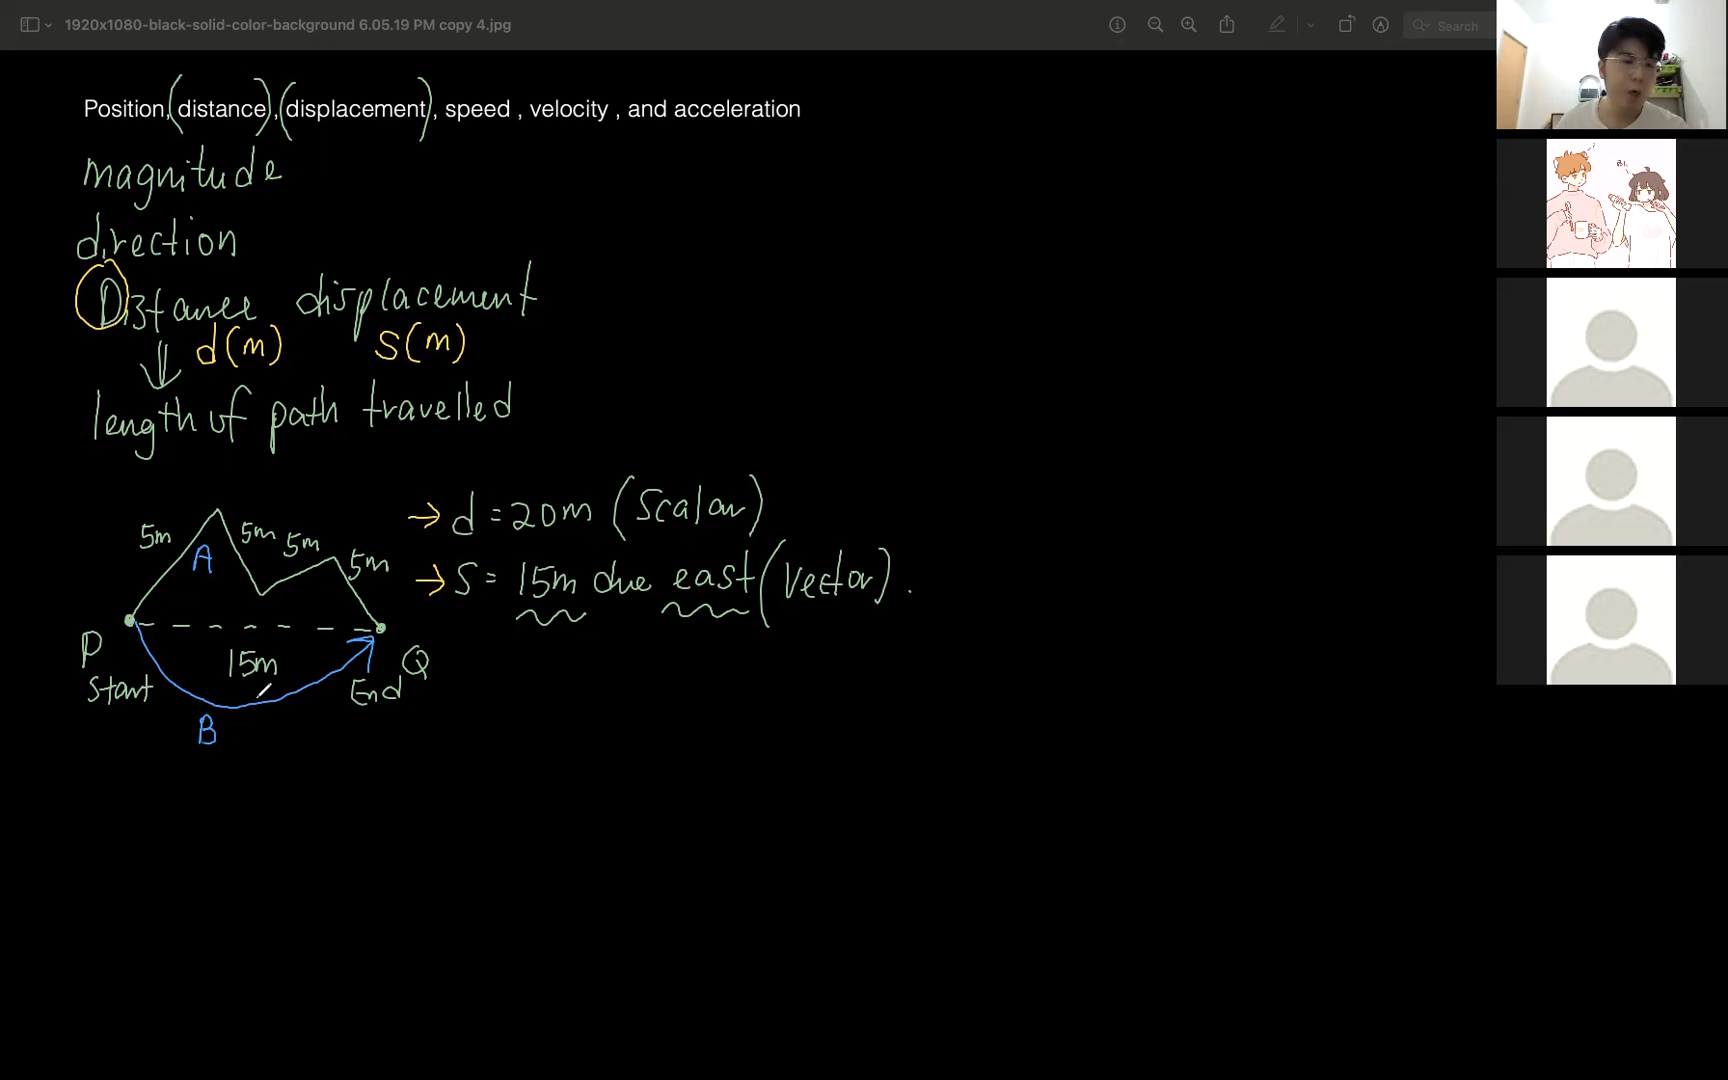 1920x1080-black-solid-color-background 6.05.19 PM copy 4.jpg
Search
Position, (distance), (displacement), speed , velocity , and acceleration
magnitude
direction
Distance displacement
d(m) S(m)
length of path travelled
5m 5m 5m 5m
A
→ d = 20m (Scalar)
→ S = 15m due east (Vector).
P
15m
Q
Start
End
B